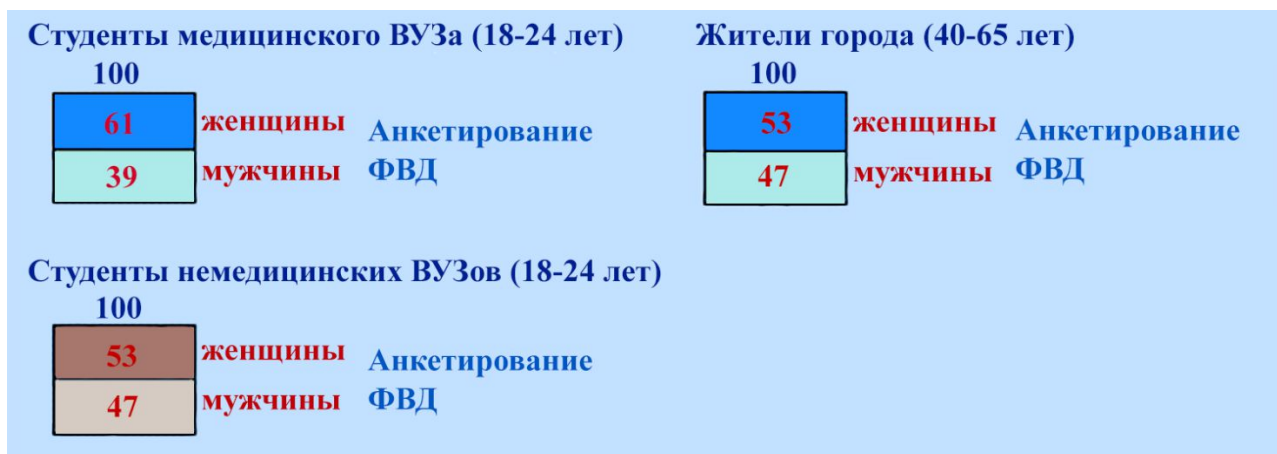 Студенты медицинского ВУЗа (18-24 лет)
100
61 женщины
39 мужчины
Анкетирование
ФВД
Жители города (40-65 лет)
100
53 женщины
47 мужчины
Анкетирование
ФВД
Студенты немедицинских ВУЗов (18-24 лет)
100
53 женщины
47 мужчины
Анкетирование
ФВД